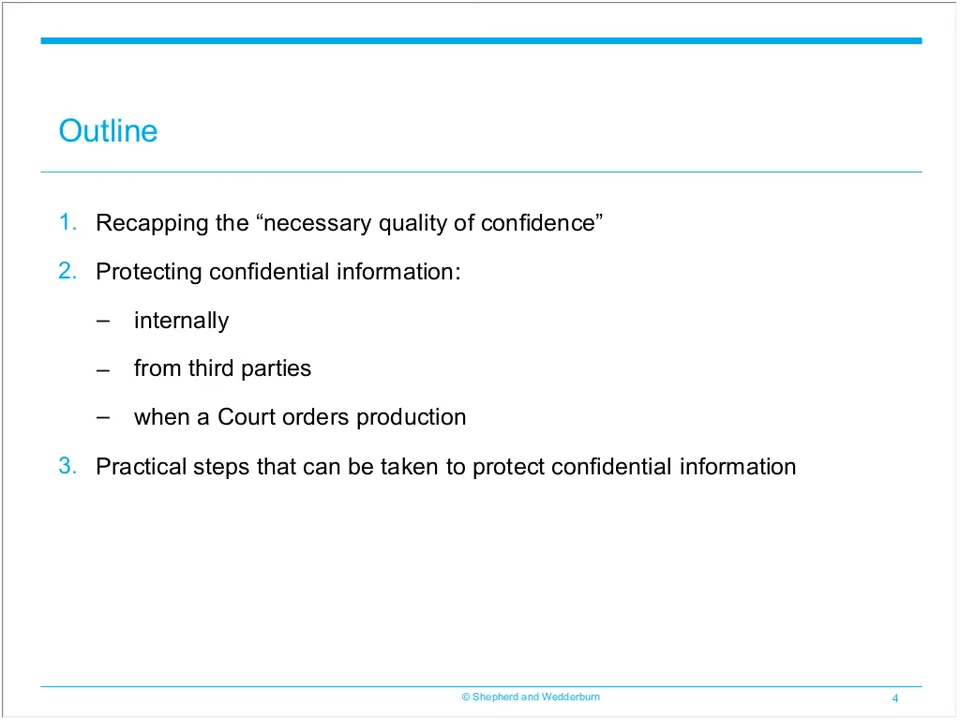 Outline
1. Recapping the “necessary quality of confidence”
2. Protecting confidential information:
– internally
– from third parties
– when a Court orders production
3. Practical steps that can be taken to protect confidential information
© Shepherd and Wedderburn
4